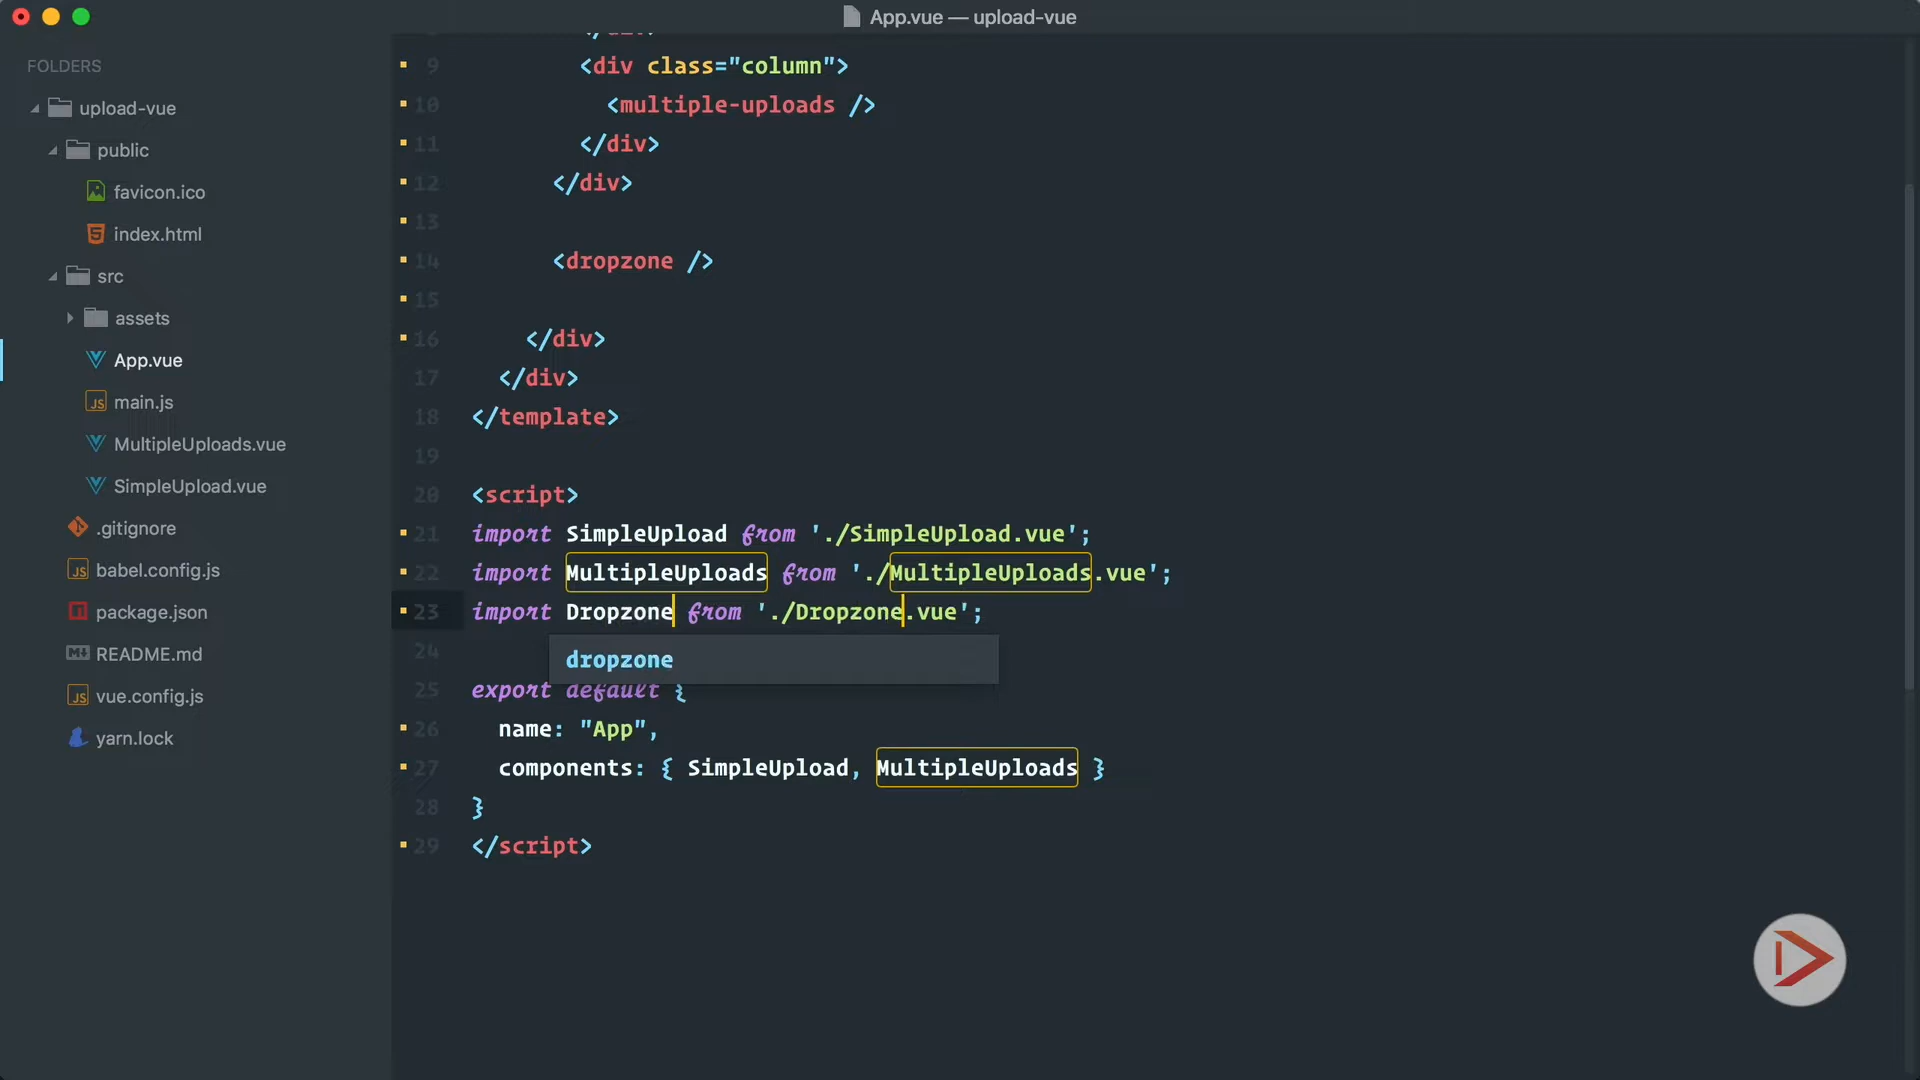 App.vue — upload-vue
FOLDERS
upload-vue
public
favicon.ico
index.html
src
assets
App.vue
JS main.js
MultipleUploads.vue
SimpleUpload.vue
.gitignore
JS babel.config.js
package.json
README.md
JS vue.config.js
yarn.lock
9 <div class="column">
10 <multiple-uploads />
11 </div>
12 </div>
13
14 <dropzone />
15
16 </div>
17 </div>
18 </template>
19
20 <script>
21 import SimpleUpload from './SimpleUpload.vue';
22 import MultipleUploads from './MultipleUploads.vue';
23 import Dropzone from './Dropzone.vue';
24
dropzone
25 export default {
26 name: "App",
27 components: { SimpleUpload, MultipleUploads }
28 }
29 </script>